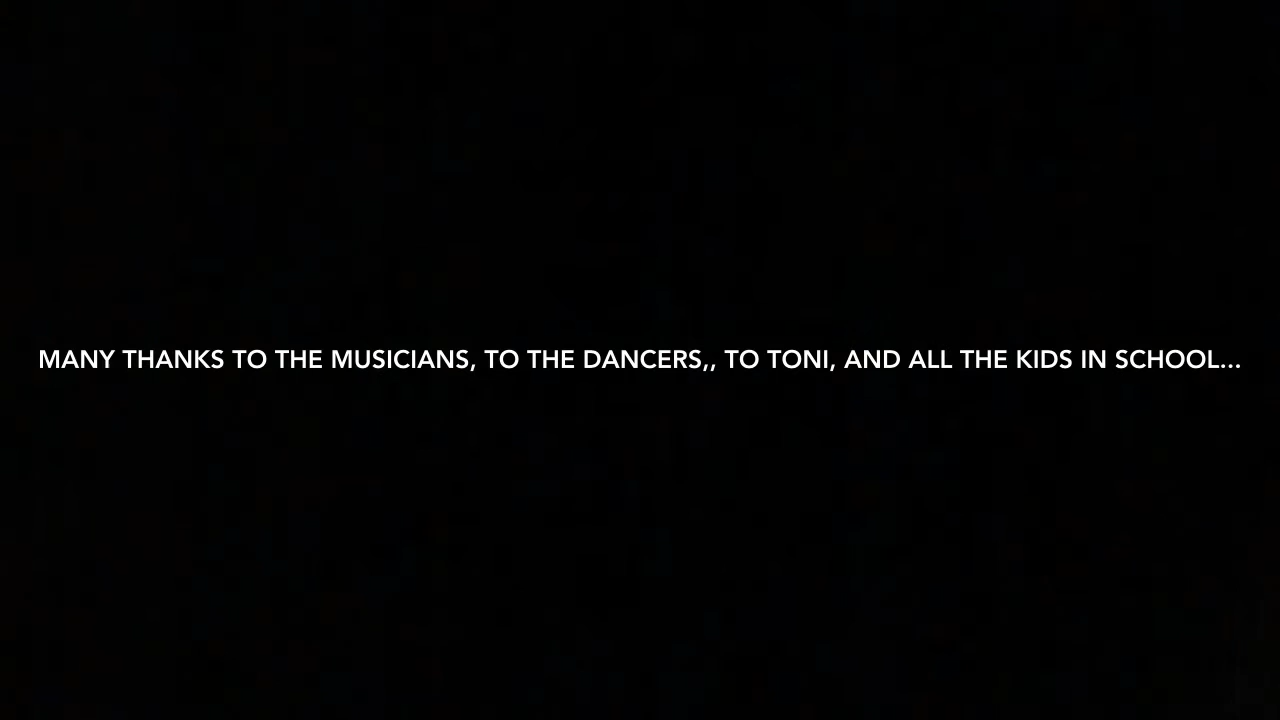 MANY THANKS TO THE MUSICIANS, TO THE DANCERS,, TO TONI, AND ALL THE KIDS IN SCHOOL...